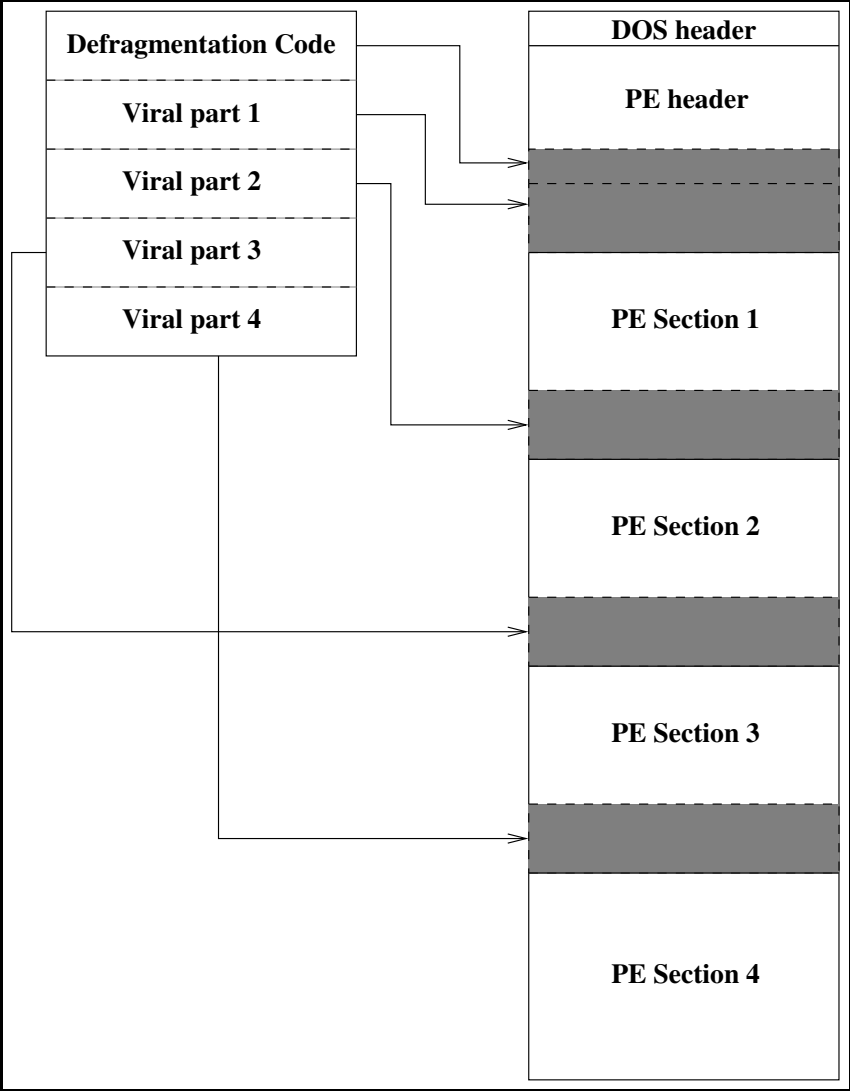 Defragmentation Code
Viral part 1
Viral part 2
Viral part 3
Viral part 4
DOS header
PE header
PE Section 1
PE Section 2
PE Section 3
PE Section 4